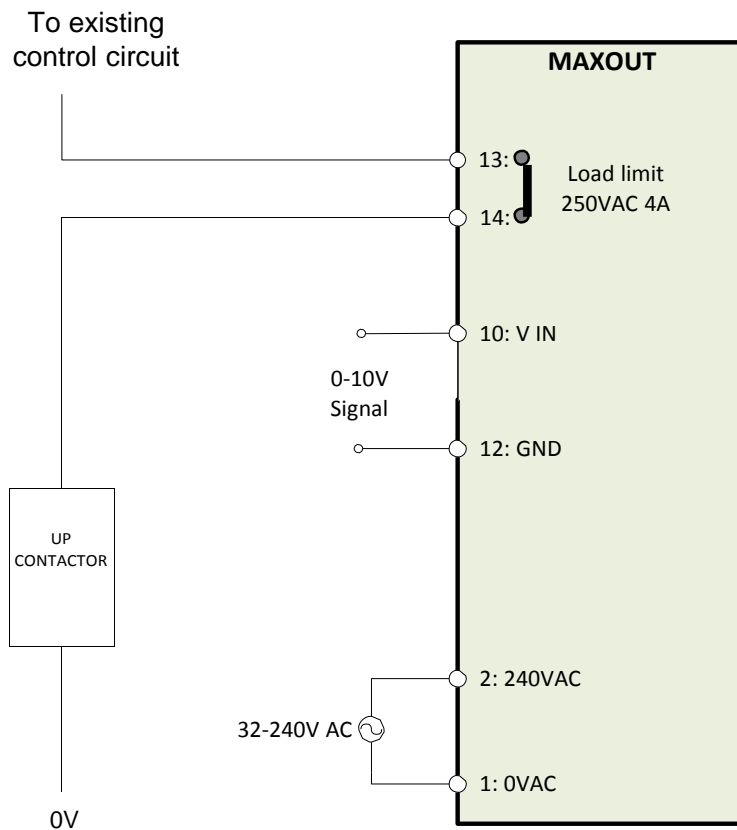 To existing
control circuit
MAXOUT
13:
Load limit
250VAC 4A
14:
10: V IN
0-10V
Signal
12: GND
UP
CONTACTOR
2: 240VAC
32-240V AC
1: 0VAC
0V